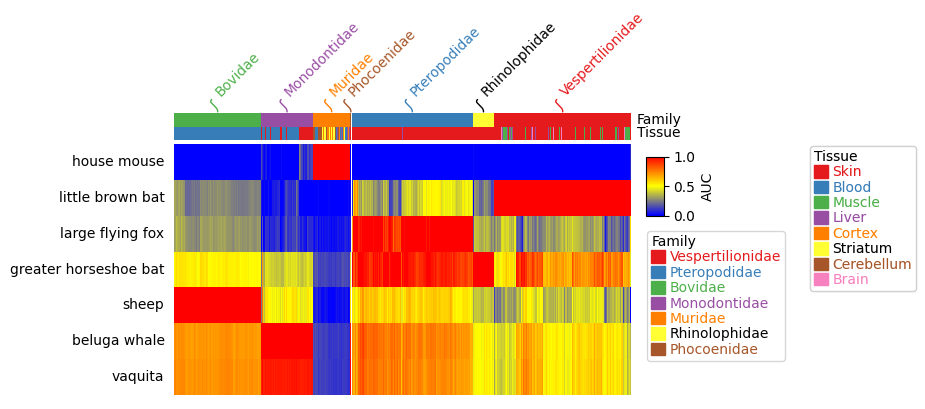 ʃ Bovidae
ʃ Monodontidae
ʃ Muridae
ʃ Phocoenidae
ʃ Pteropodidae
ʃ Rhinolophidae
ʃ Vespertilionidae
Family
Tissue
house mouse
little brown bat
large flying fox
greater horseshoe bat
sheep
beluga whale
vaquita
1.0
0.5
0.0
AUC
Family
Vespertilionidae
Pteropodidae
Bovidae
Monodontidae
Muridae
Rhinolophidae
Phocoenidae
Tissue
Skin
Blood
Muscle
Liver
Cortex
Striatum
Cerebellum
Brain